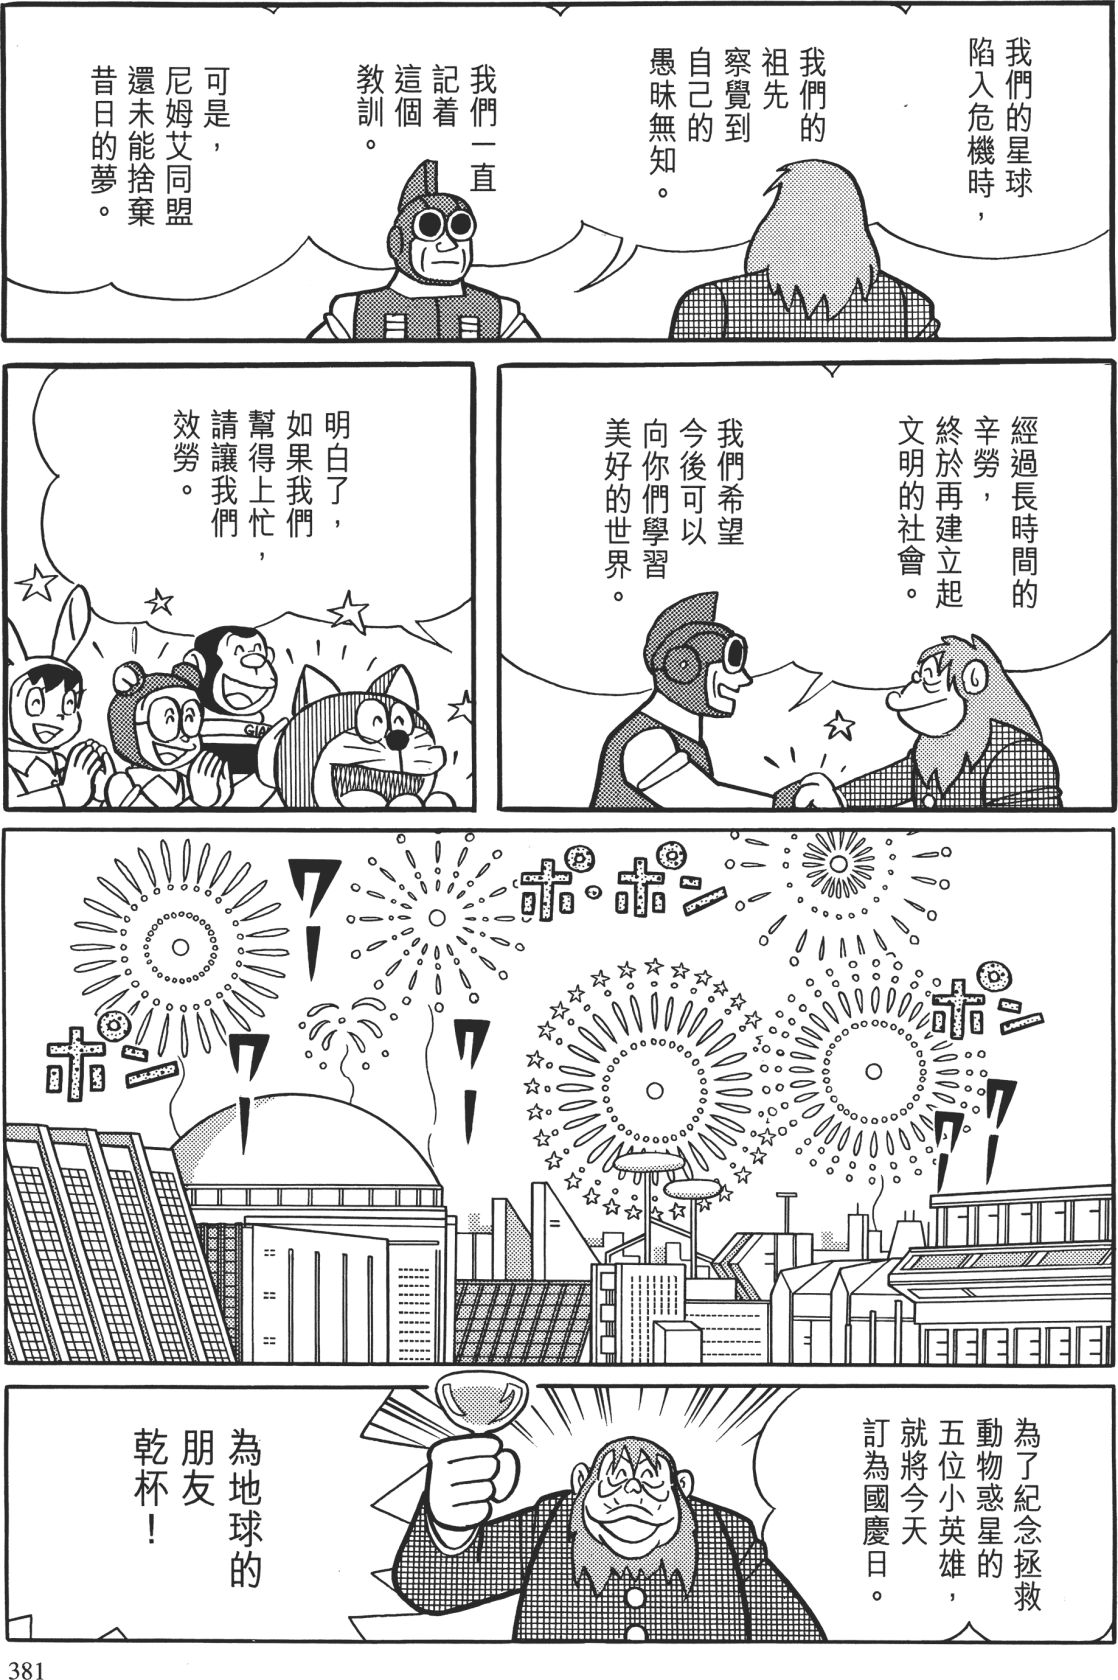 我們的星球
陷入危機時，
我們的
祖先
察覺到
自己的
愚昧無知。
我們一直
記着
這個
教訓。
可是，
尼姆艾同盟
還未能捨棄
昔日的夢。
經過長時間的
辛勞，
終於再建立起
文明的社會。
我們希望
今後可以
向你們學習
美好的世界。
明白了，
如果我們
幫得上忙，
請讓我們
效勞。
GIA
ポ・ポン
ワー
ポン
ワー
ワー
ポン
ワー
ワー
為了紀念拯救
動物惑星的
五位小英雄，
就將今天
訂為國慶日。
為地球的
朋友
乾杯！
381